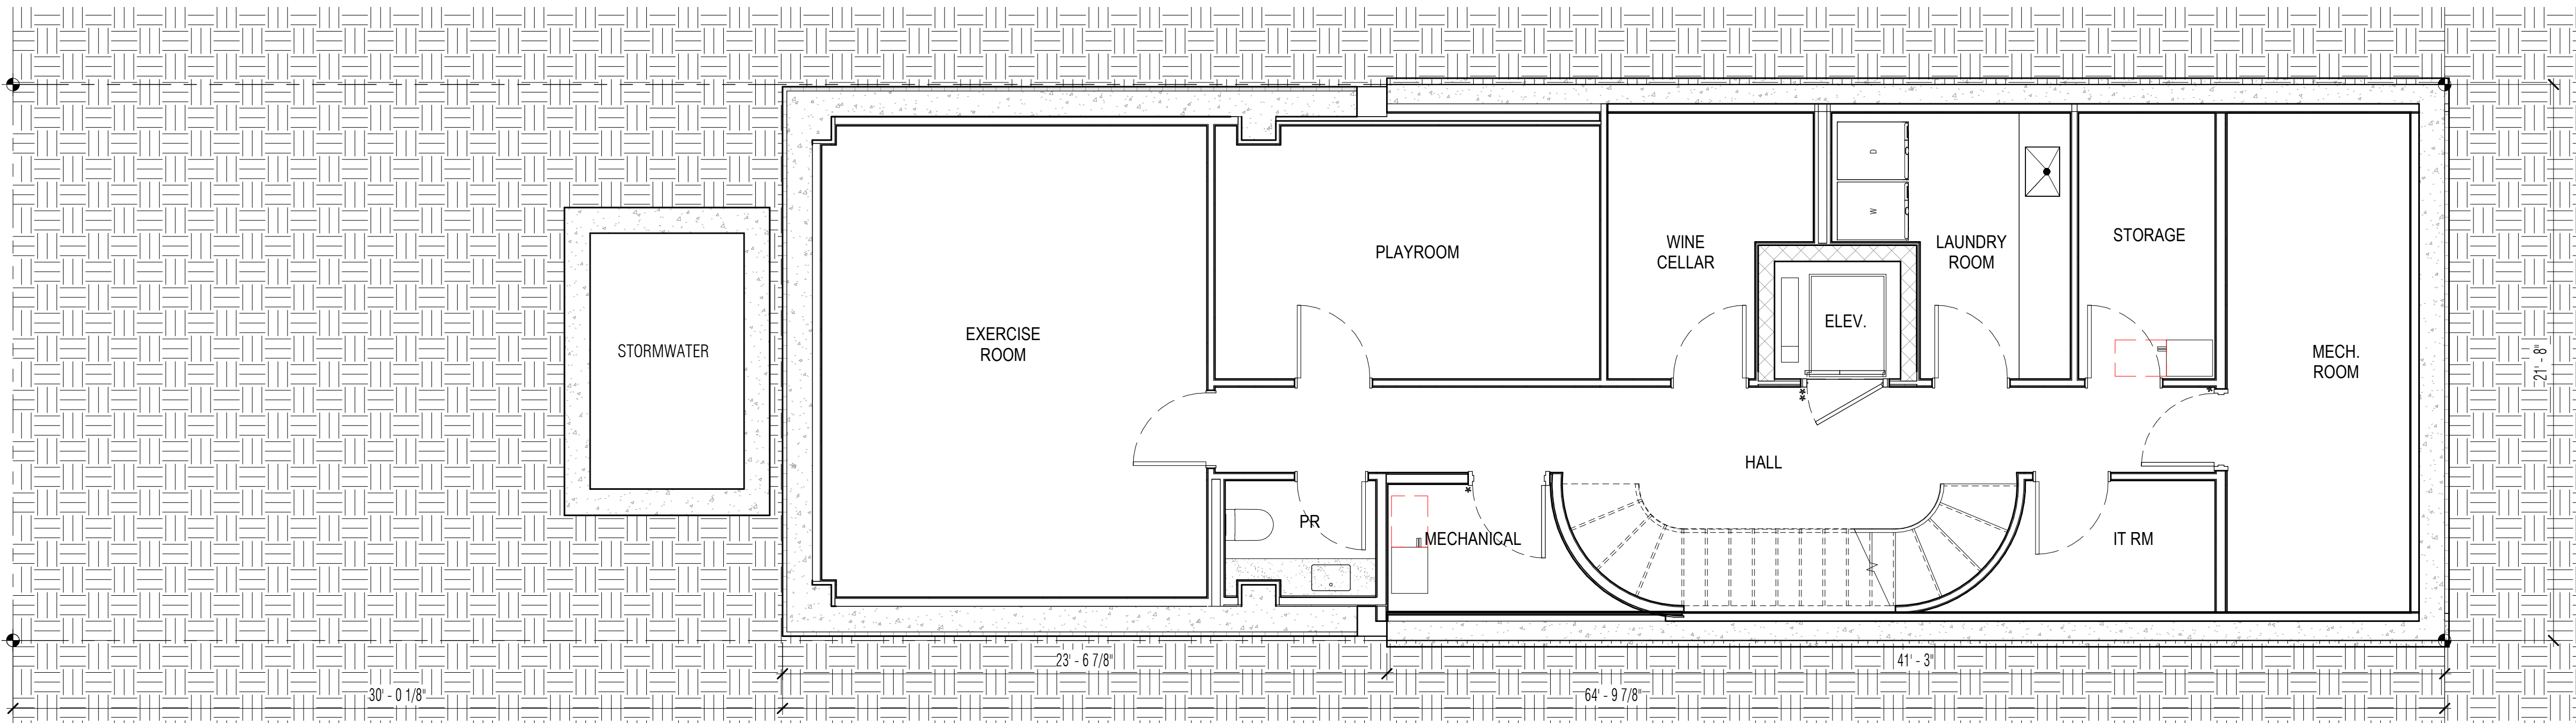 D
W
PLAYROOM
WINE
CELLAR
LAUNDRY
ROOM
STORAGE
EXERCISE
ROOM
ELEV.
STORMWATER
MECH.
ROOM
21' - 8"
HALL
PR
MECHANICAL
IT RM
23' - 6 7/8"
41' - 3"
30' - 0 1/8"
64' - 9 7/8"